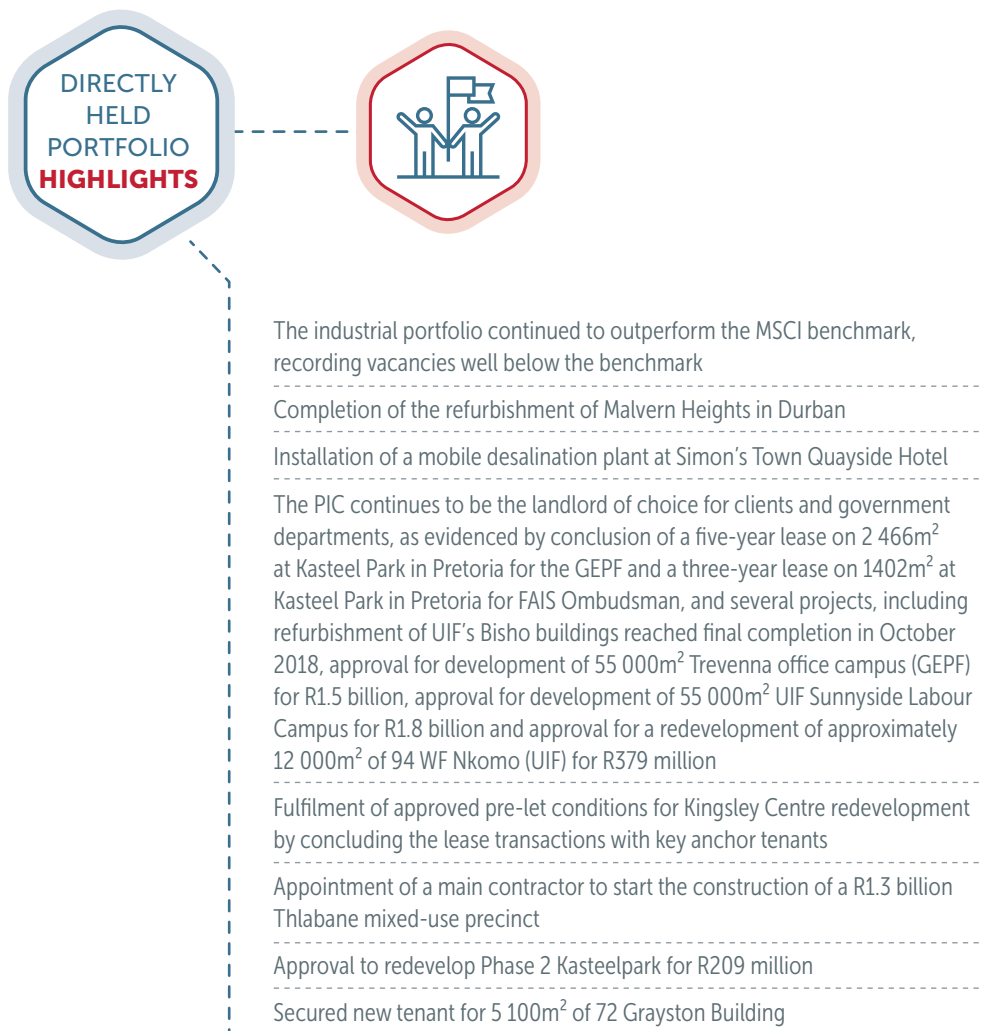 DIRECTLY
HELD
PORTFOLIO
HIGHLIGHTS
The industrial portfolio continued to outperform the MSCI benchmark,
recording vacancies well below the benchmark
Completion of the refurbishment of Malvern Heights in Durban
Installation of a mobile desalination plant at Simon’s Town Quayside Hotel
The PIC continues to be the landlord of choice for clients and government
departments, as evidenced by conclusion of a five-year lease on 2 466m²
at Kasteel Park in Pretoria for the GEPF and a three-year lease on 1402m² at
Kasteel Park in Pretoria for FAIS Ombudsman, and several projects, including
refurbishment of UIF’s Bisho buildings reached final completion in October
2018, approval for development of 55 000m² Trevenna office campus (GEPF)
for R1.5 billion, approval for development of 55 000m² UIF Sunnyside Labour
Campus for R1.8 billion and approval for a redevelopment of approximately
12 000m² of 94 WF Nkomo (UIF) for R379 million
Fulfilment of approved pre-let conditions for Kingsley Centre redevelopment
by concluding the lease transactions with key anchor tenants
Appointment of a main contractor to start the construction of a R1.3 billion
Thlabane mixed-use precinct
Approval to redevelop Phase 2 Kasteelpark for R209 million
Secured new tenant for 5 100m² of 72 Grayston Building